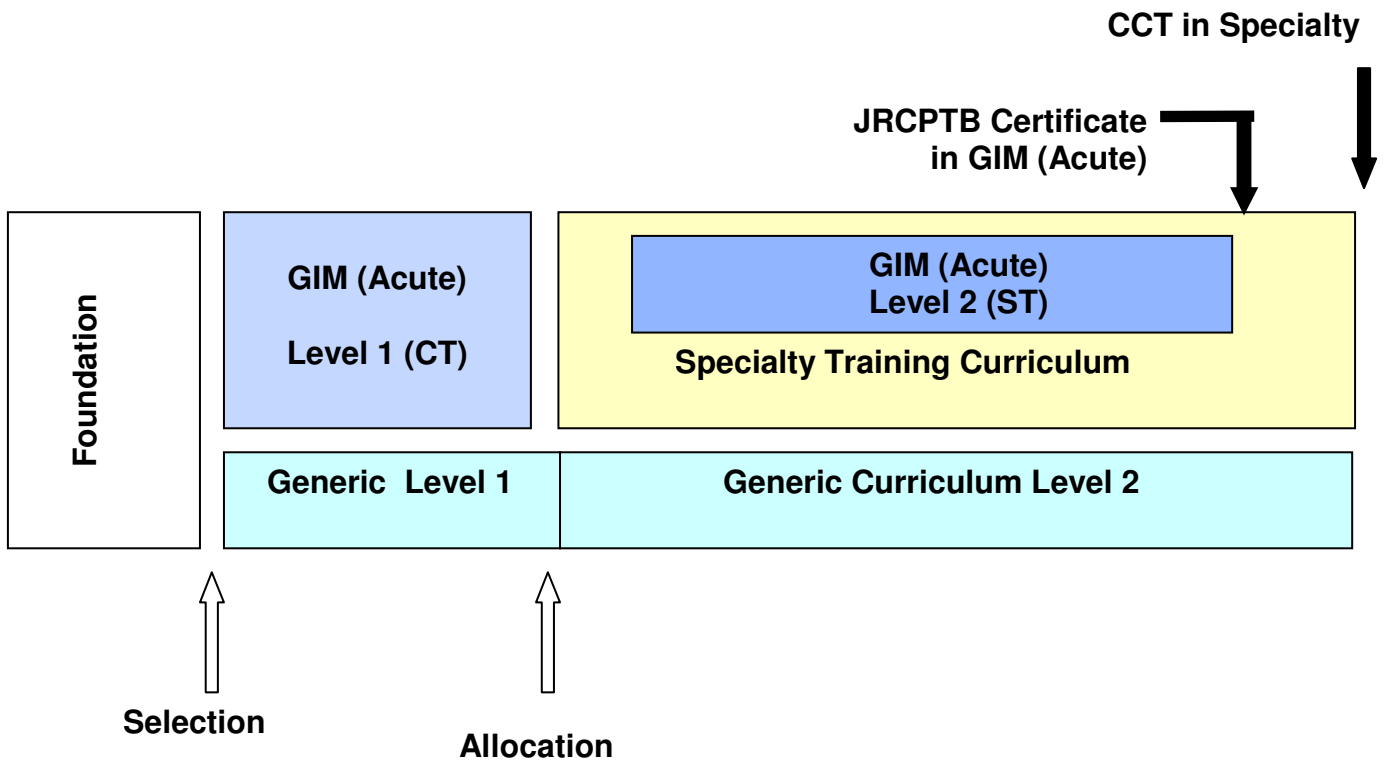 CCT in Specialty
JRCPTB Certificate
in GIM (Acute)
Foundation
GIM (Acute)
Level 1 (CT)
GIM (Acute)
Level 2 (ST)
Specialty Training Curriculum
Generic Level 1
Generic Curriculum Level 2
Selection
Allocation